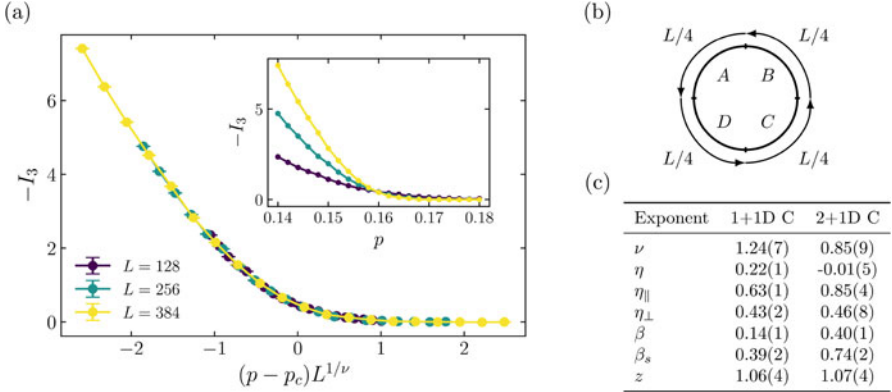 (a)
−I₃
6
4
2
0
−2
−1
0
1
2
(p − p_c)L^{1/ν}
L = 128
L = 256
L = 384
−I₃
5
0
0.14
0.15
0.16
0.17
0.18
p
(b)
L/4
L/4
A
B
D
C
L/4
L/4
(c)
Exponent 1+1D C 2+1D C
ν 1.24(7) 0.85(9)
η 0.22(1) -0.01(5)
η∥ 0.63(1) 0.85(4)
η⊥ 0.43(2) 0.46(8)
β 0.14(1) 0.40(1)
β_s 0.39(2) 0.74(2)
z 1.06(4) 1.07(4)